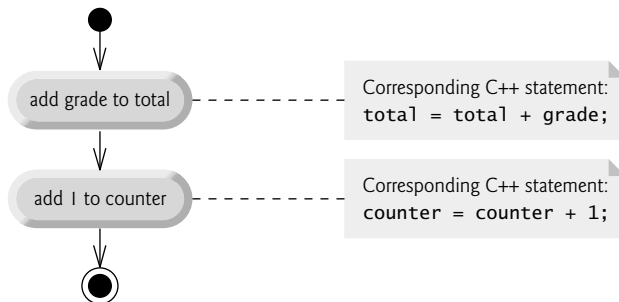 add grade to total
Corresponding C++ statement:
total = total + grade;
add 1 to counter
Corresponding C++ statement:
counter = counter + 1;